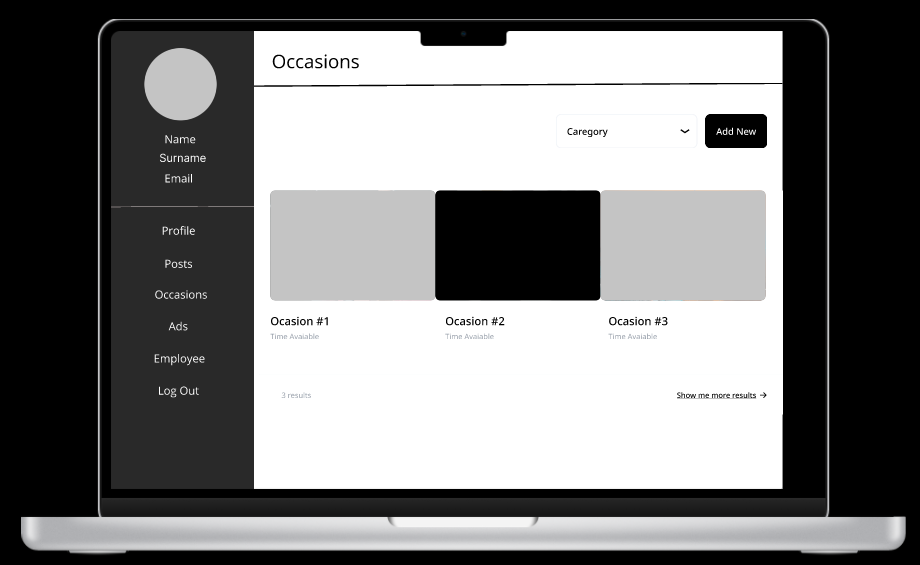 Name
Surname
Email
Profile
Posts
Occasions
Ads
Employee
Log Out
Occasions
Caregory
Add New
Ocasion #1
Time Avaiable
Ocasion #2
Time Avaiable
Ocasion #3
Time Avaiable
3 results
Show me more results →